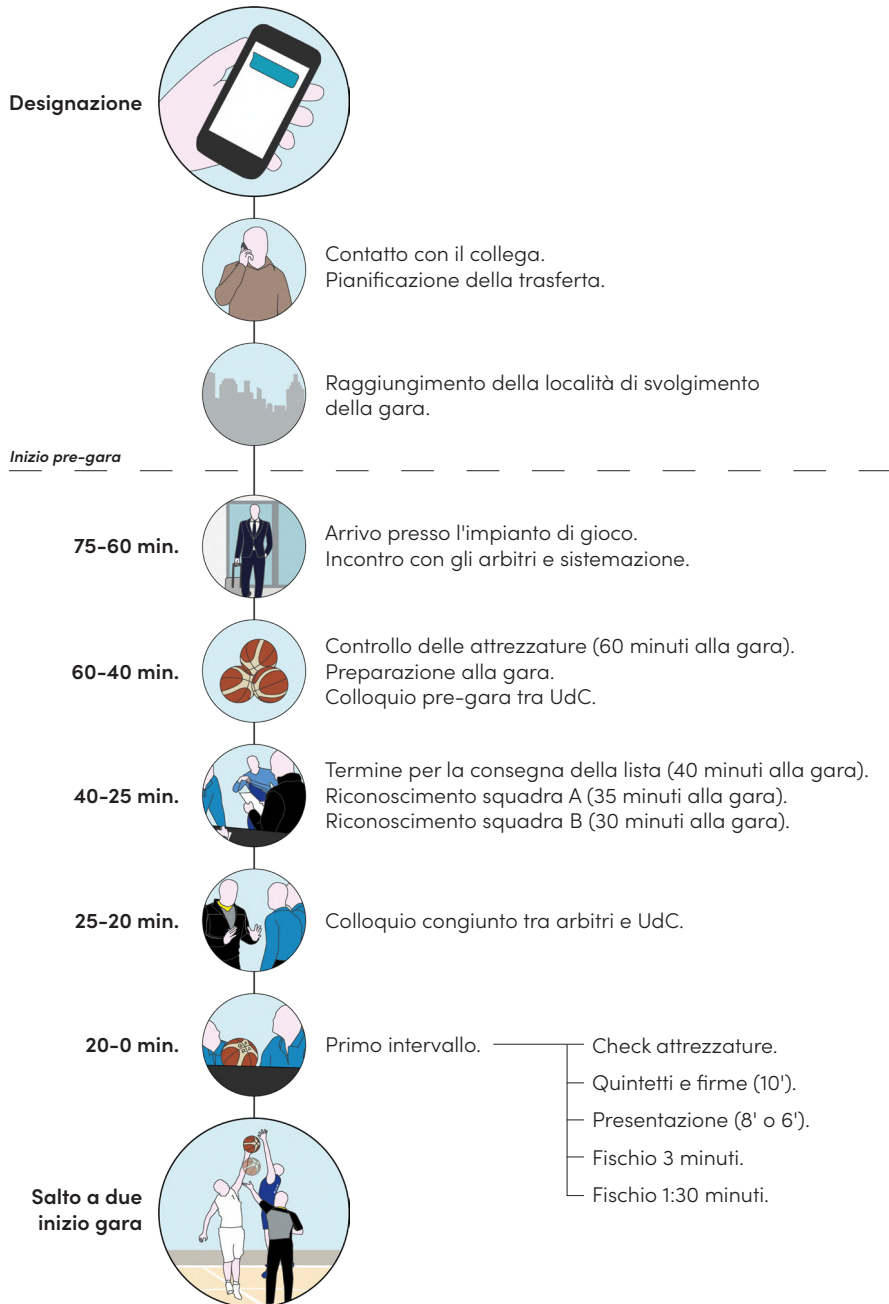 Designazione
Contatto con il collega.
Pianificazione della trasferta.
Raggiungimento della località di svolgimento
della gara.
Inizio pre-gara
75-60 min.
Arrivo presso l'impianto di gioco.
Incontro con gli arbitri e sistemazione.
60-40 min.
Controllo delle attrezzature (60 minuti alla gara).
Preparazione alla gara.
Colloquio pre-gara tra UdC.
40-25 min.
Termine per la consegna della lista (40 minuti alla gara).
Riconoscimento squadra A (35 minuti alla gara).
Riconoscimento squadra B (30 minuti alla gara).
25-20 min.
Colloquio congiunto tra arbitri e UdC.
20-0 min.
Primo intervallo.
Check attrezzature.
Quintetti e firme (10').
Presentazione (8' o 6').
Fischio 3 minuti.
Fischio 1:30 minuti.
Salto a due
inizio gara